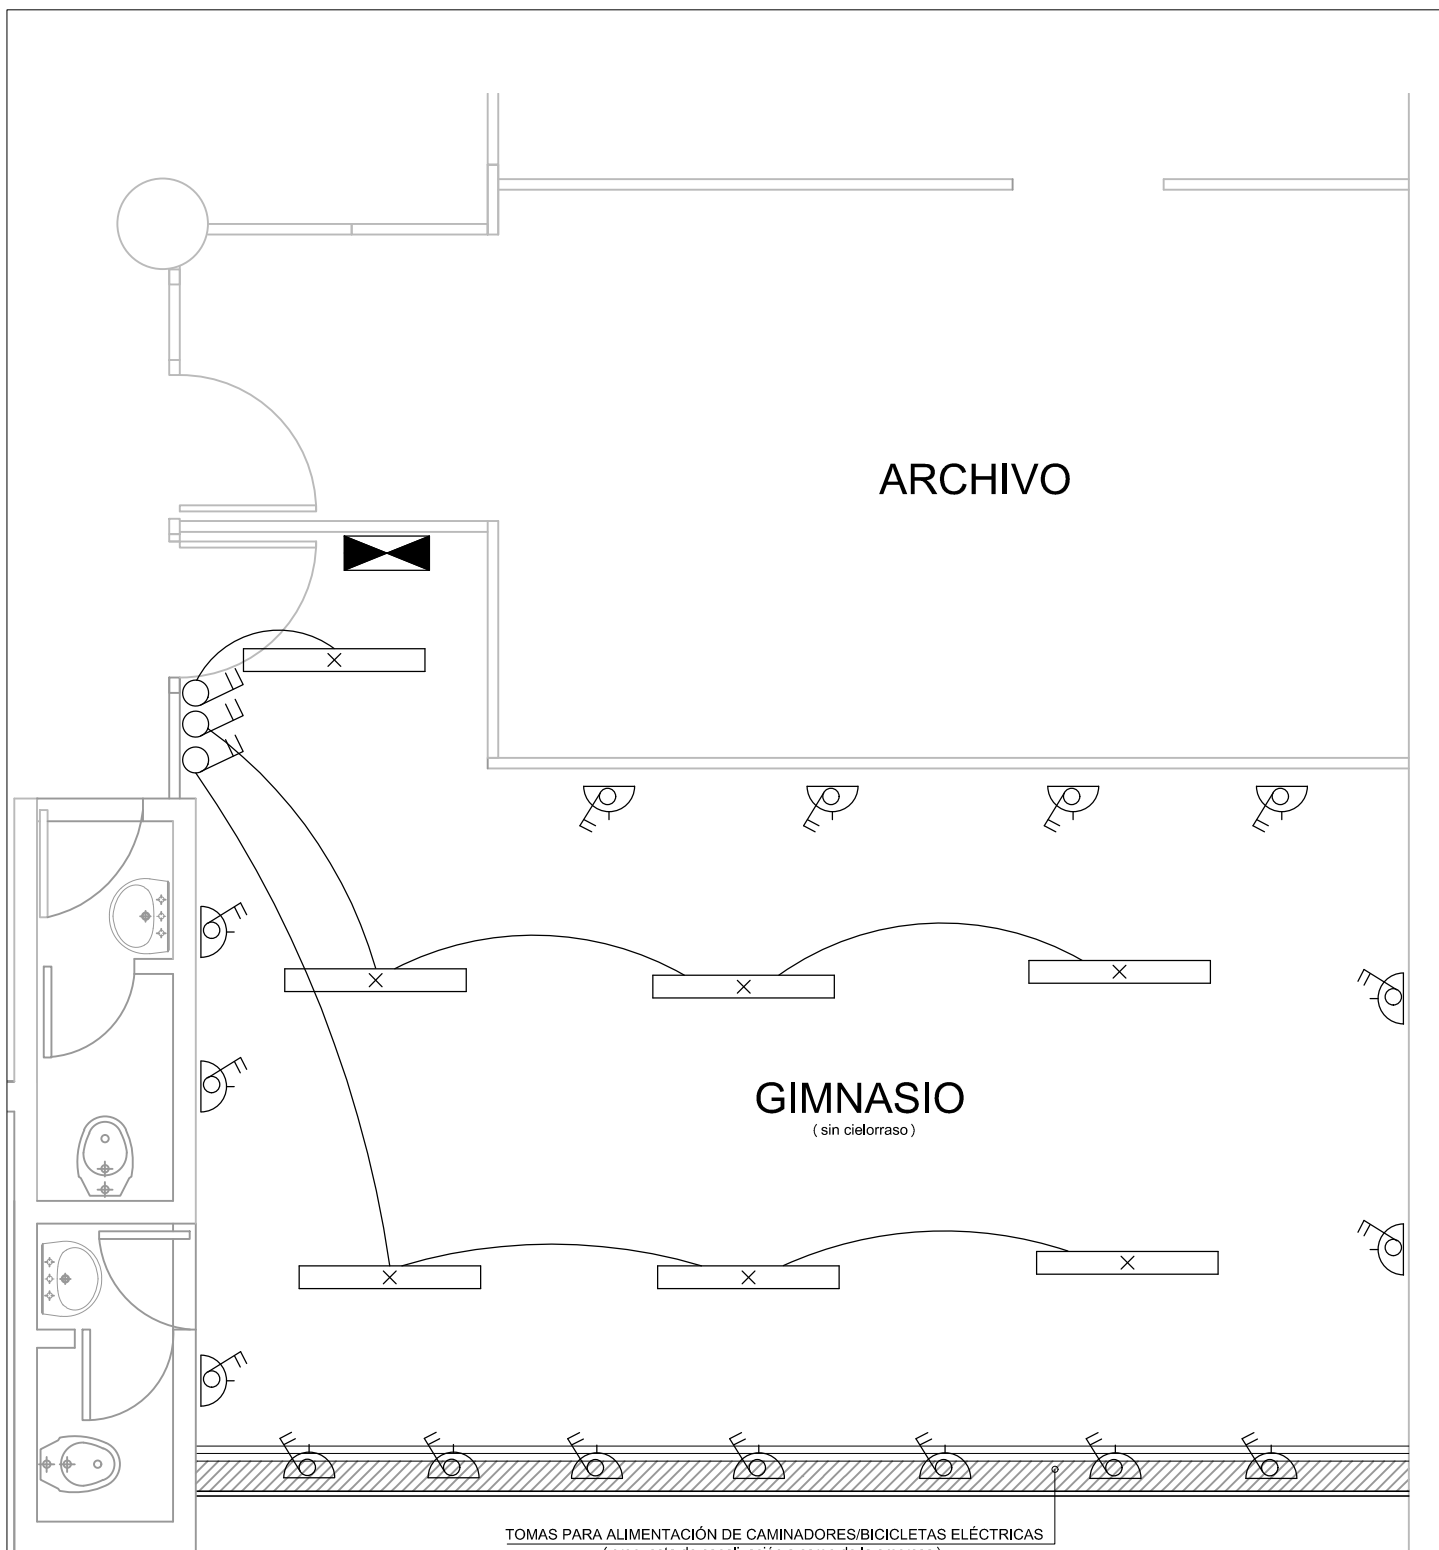 ARCHIVO
GIMNASIO
( sin cielorraso )
TOMAS PARA ALIMENTACIÓN DE CAMINADORES/BICICLETAS ELÉCTRICAS